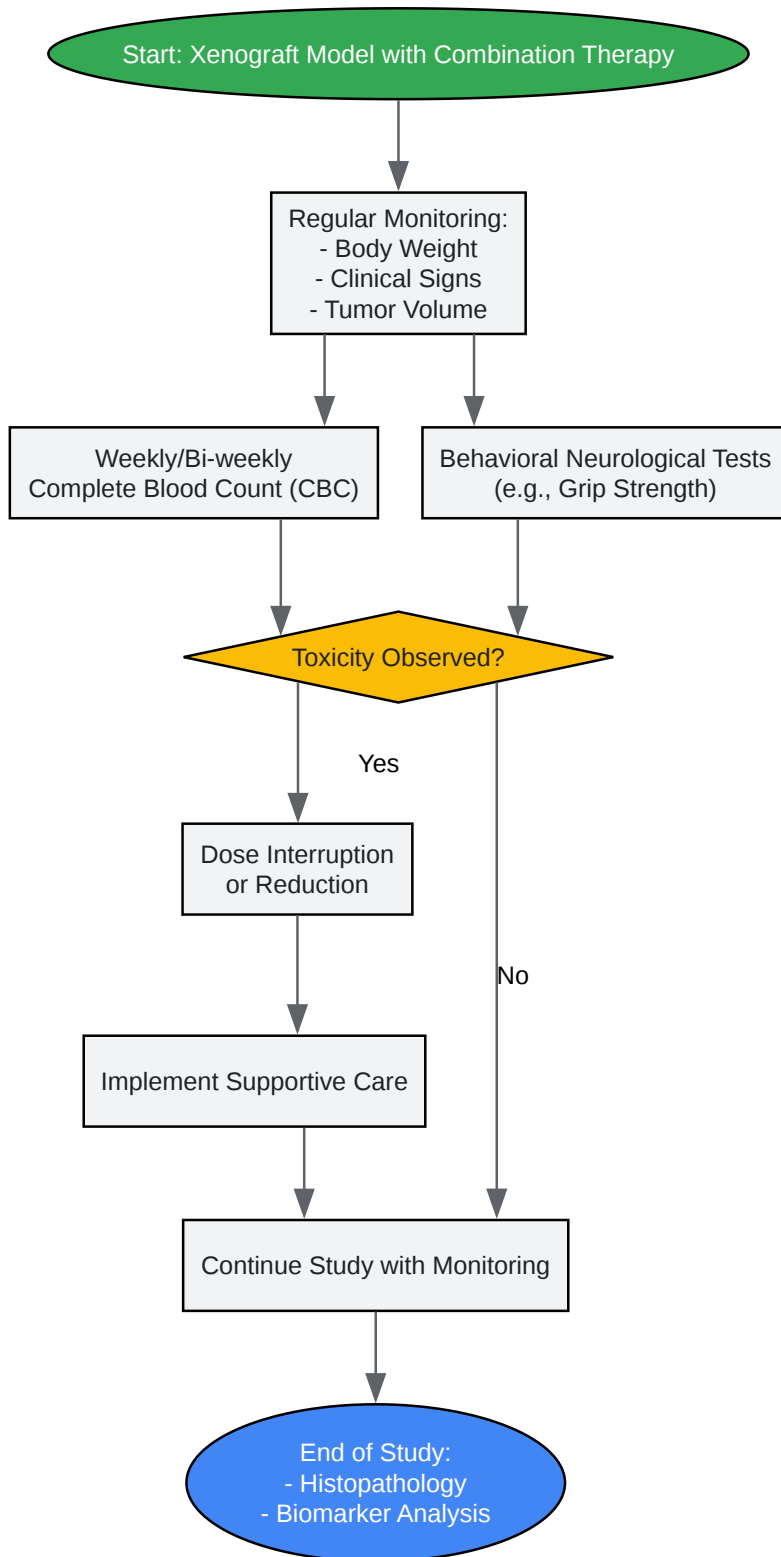 Start: Xenograft Model with Combination Therapy
Regular Monitoring:
- Body Weight
- Clinical Signs
- Tumor Volume
Weekly/Bi-weekly
Complete Blood Count (CBC)
Behavioral Neurological Tests
(e.g., Grip Strength)
Toxicity Observed?
Yes
Dose Interruption
or Reduction
No
Implement Supportive Care
Continue Study with Monitoring
End of Study:
- Histopathology
- Biomarker Analysis